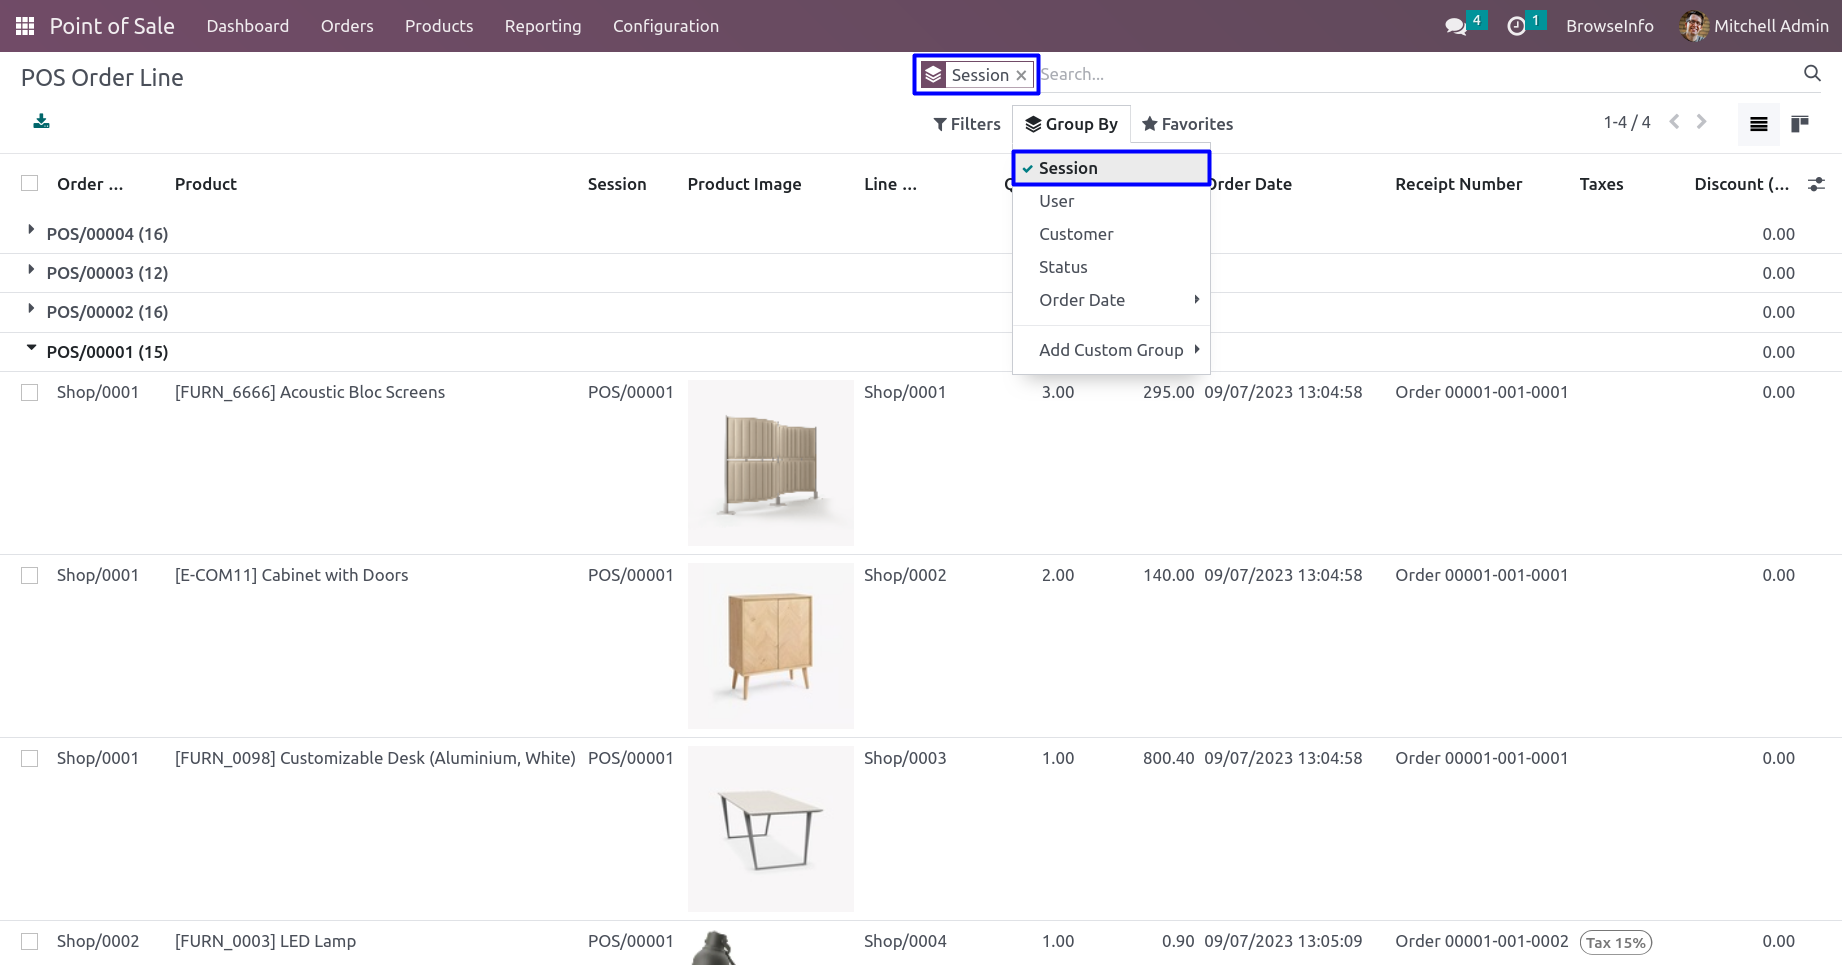 Point of Sale Dashboard Orders Products Reporting Configuration 4 1 BrowseInfo Mitchell Admin
POS Order Line Session × Search...
Filters Group By Favorites 1-4 / 4
Session
User
Customer
Status
Order Date
Add Custom Group
Order ... Product Session Product Image Line ... Order Date Receipt Number Taxes Discount (...
POS/00004 (16) 0.00
POS/00003 (12) 0.00
POS/00002 (16) 0.00
POS/00001 (15) 0.00
Shop/0001 [FURN_6666] Acoustic Bloc Screens POS/00001 Shop/0001 3.00 295.00 09/07/2023 13:04:58 Order 00001-001-0001 0.00
Shop/0001 [E-COM11] Cabinet with Doors POS/00001 Shop/0002 2.00 140.00 09/07/2023 13:04:58 Order 00001-001-0001 0.00
Shop/0001 [FURN_0098] Customizable Desk (Aluminium, White) POS/00001 Shop/0003 1.00 800.40 09/07/2023 13:04:58 Order 00001-001-0001 0.00
Shop/0002 [FURN_0003] LED Lamp POS/00001 Shop/0004 1.00 0.90 09/07/2023 13:05:09 Order 00001-001-0002 Tax 15% 0.00